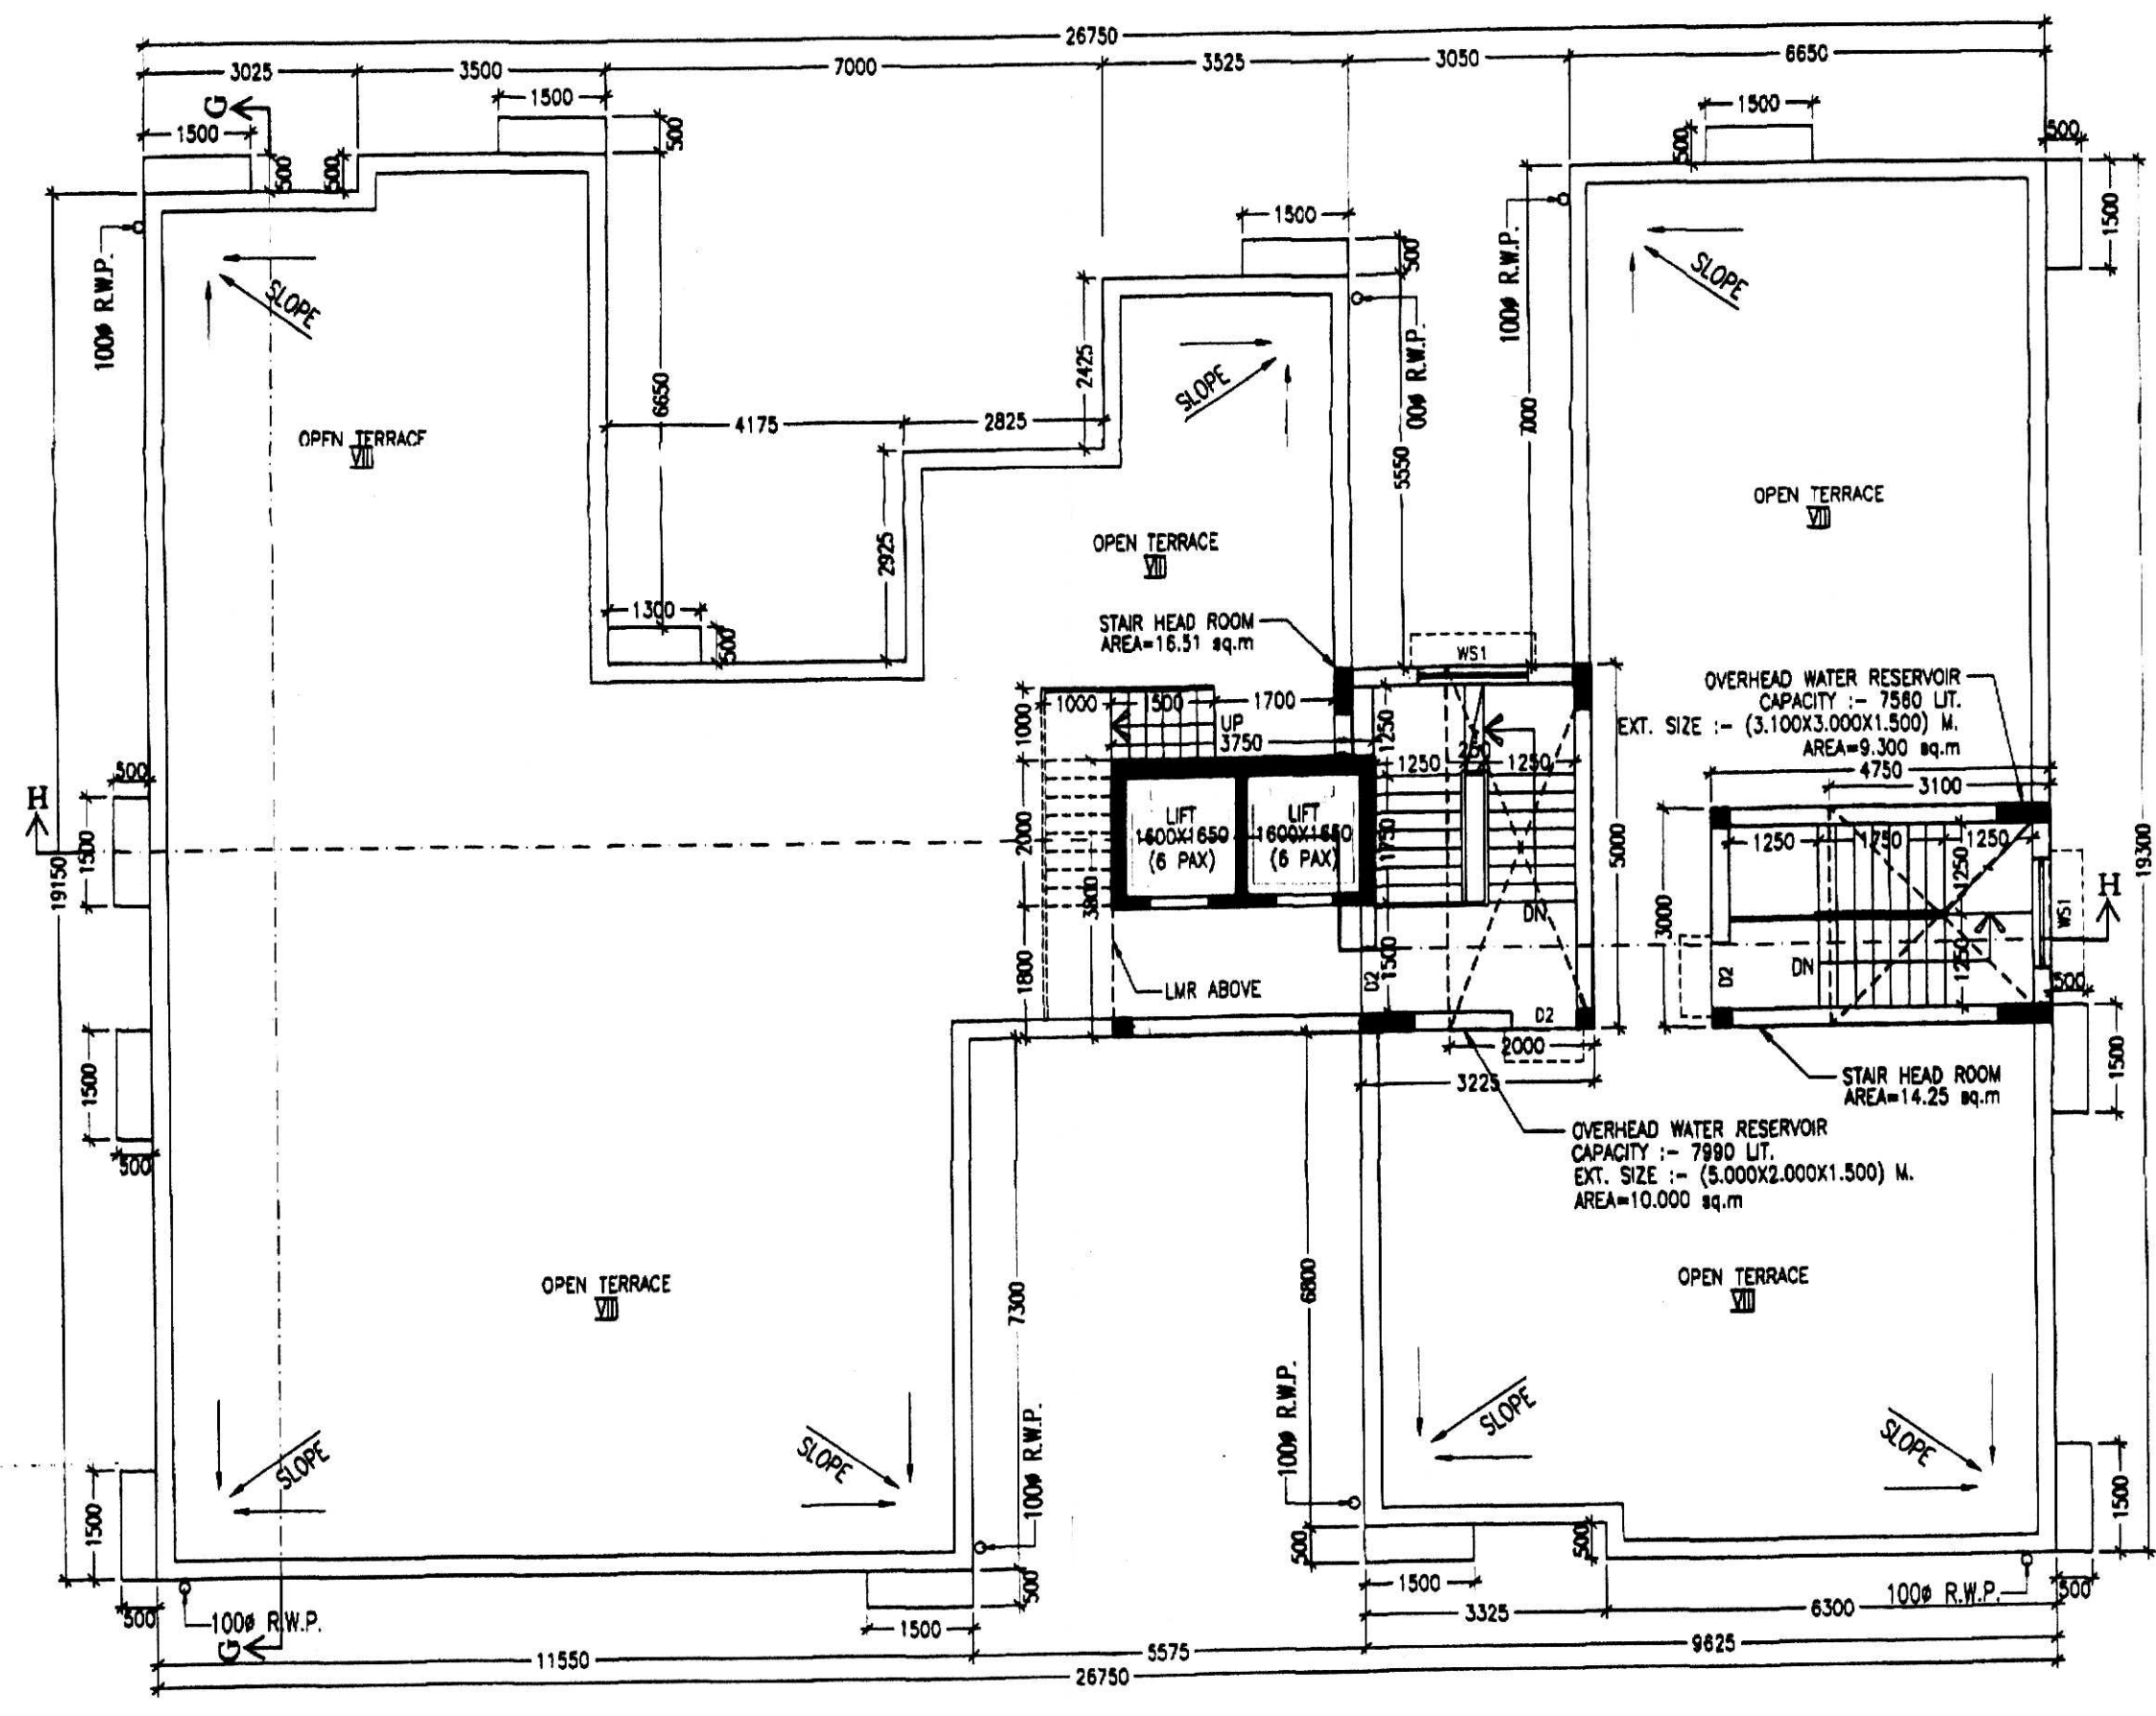 26750
3025 3500 7000 3525 3050 6650
G
1500
1500
1500
500
500
500
500
500
1500
1500
500
100ø R.W.P.
SLOPE
100ø R.W.P.
SLOPE
1500
2425
SLOPE
00ø R.W.P.
7000
6650
4175 2825
5550
OPEN TERRACE
VIII
OPEN TERRACE
VIII
OPEN TERRACE
VIII
2925
1300
500
STAIR HEAD ROOM
AREA=16.51 sq.m
WS1
OVERHEAD WATER RESERVOIR
CAPACITY :- 7560 LIT.
EXT. SIZE :- (3.100X3.000X1.500) M.
AREA=9.300 sq.m
1000 1500 1700
1000
UP
3750
1250
1250 250 1250
4750
3100
H
500
1500
19150
2000
3800
1800
LIFT
1600X1650
(6 PAX)
LIFT
1600X1650
(6 PAX)
1750
DN
5000
3000
1250 1750 1250
1250
1250
DN
D2
WS1
H
19300
500
LMR ABOVE
D2
1500
D2
2000
3225
1500
500
1500
STAIR HEAD ROOM
AREA=14.25 sq.m
OVERHEAD WATER RESERVOIR
CAPACITY :- 7990 LIT.
EXT. SIZE :- (5.000X2.000X1.500) M.
AREA=10.000 sq.m
7300
6800
OPEN TERRACE
VIII
OPEN TERRACE
VIII
SLOPE
SLOPE
100ø R.W.P.
100ø R.W.P.
SLOPE
SLOPE
1500
1500
500
500
500
500
500
100ø R.W.P.
G
1500
1500
100ø R.W.P.
3325 6300
11550 5575 9625
26750